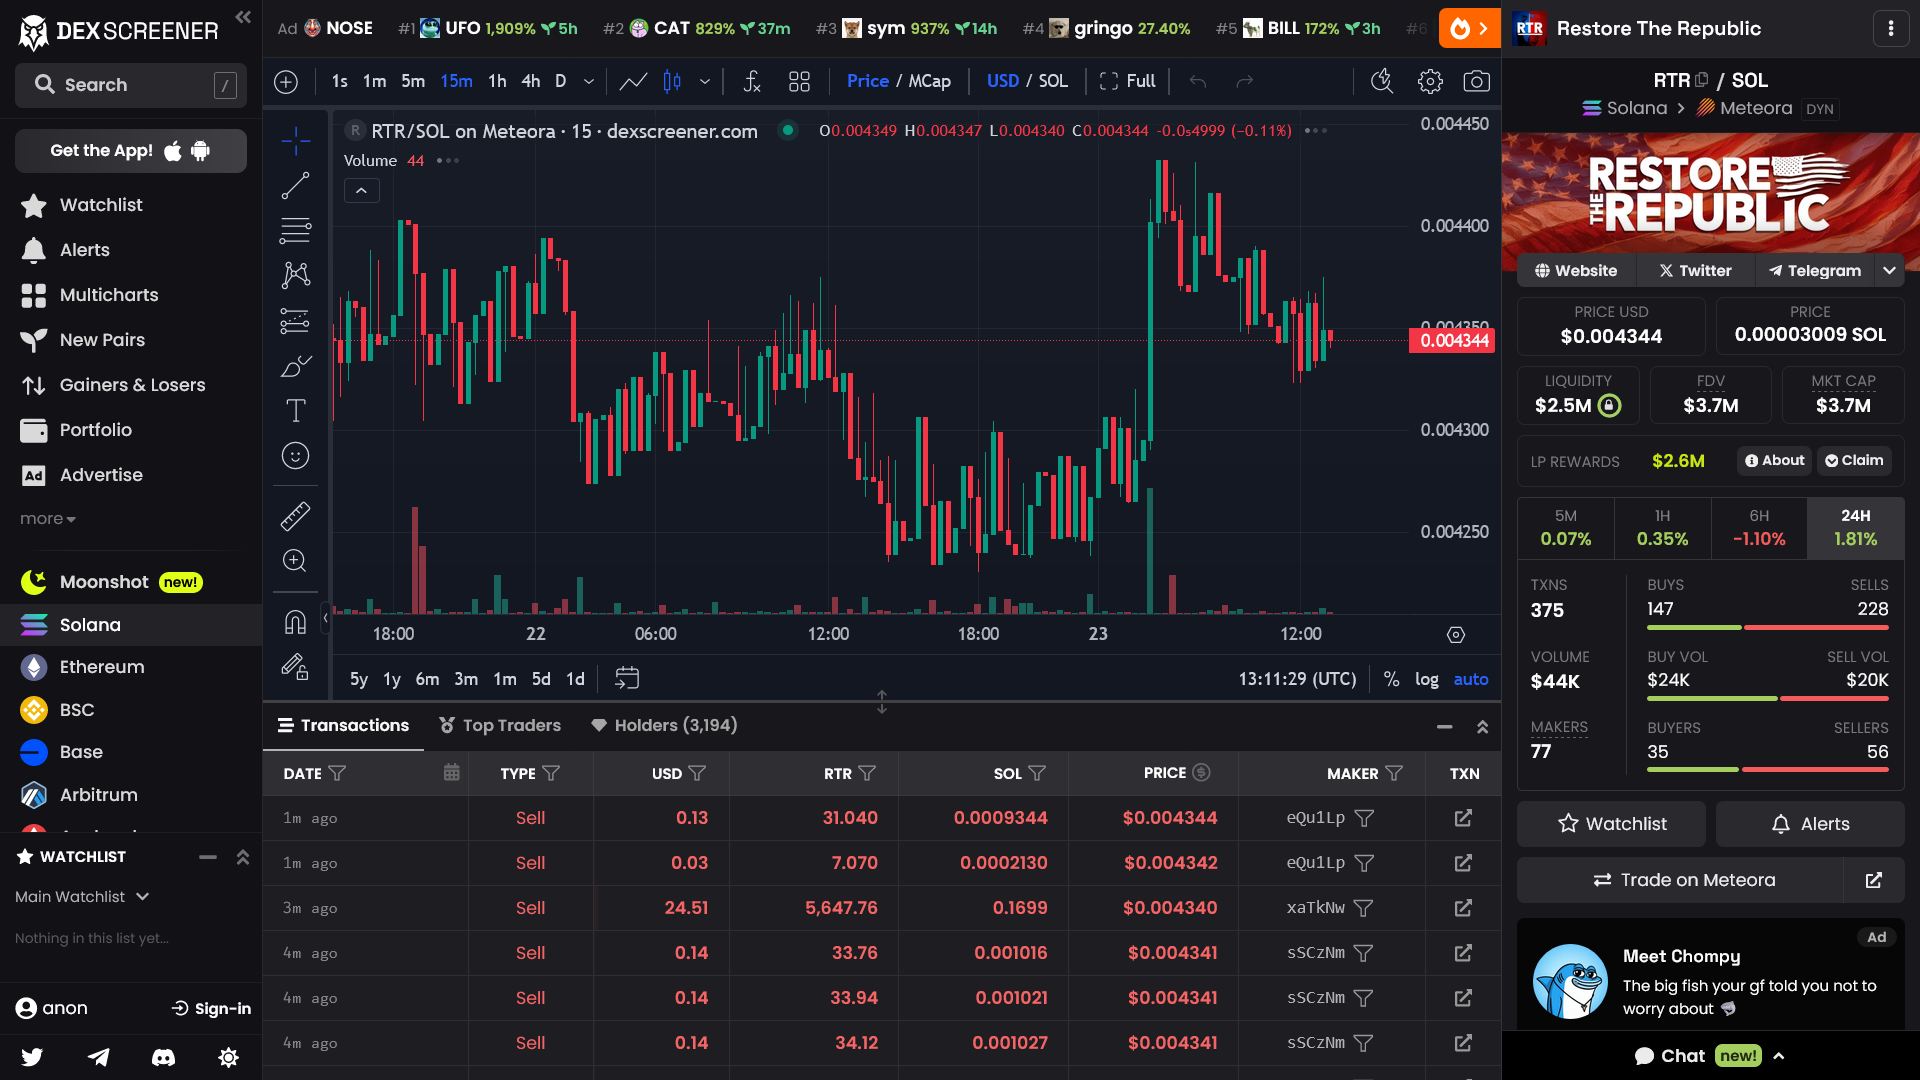 DEX SCREENER
Search /
Get the App!
Watchlist
Alerts
Multicharts
New Pairs
Gainers & Losers
Portfolio
Ad Advertise
more
Moonshot new!
Solana
Ethereum
BSC
Base
Arbitrum
WATCHLIST
Main Watchlist
Nothing in this list yet...
anon Sign-in
Ad NOSE #1 UFO 1,909% 5h #2 CAT 829% 37m #3 sym 937% 14h #4 gringo 27.40% #5 BILL 172% 3h #6
1s 1m 5m 15m 1h 4h D Price / MCap USD / SOL Full
R RTR/SOL on Meteora · 15 · dexscreener.com O0.004349 H0.004347 L0.004340 C0.004344 -0.0₅4999 (−0.11%)
Volume 44
0.004450
0.004400
0.004350
0.004344
0.004300
0.004250
18:00 22 06:00 12:00 18:00 23 12:00
5y 1y 6m 3m 1m 5d 1d 13:11:29 (UTC) % log auto
Transactions Top Traders Holders (3,194)
DATE TYPE USD RTR SOL PRICE MAKER TXN
1m ago Sell 0.13 31.040 0.0009344 $0.004344 eQu1Lp
1m ago Sell 0.03 7.070 0.0002130 $0.004342 eQu1Lp
3m ago Sell 24.51 5,647.76 0.1699 $0.004340 xaTkNw
4m ago Sell 0.14 33.76 0.001016 $0.004341 sSCzNm
4m ago Sell 0.14 33.94 0.001021 $0.004341 sSCzNm
4m ago Sell 0.14 34.12 0.001027 $0.004341 sSCzNm
RTR Restore The Republic
RTR / SOL
Solana > Meteora DYN
RESTORE
THE REPUBLIC
Website Twitter Telegram
PRICE USD PRICE
$0.004344 0.00003009 SOL
LIQUIDITY FDV MKT CAP
$2.5M $3.7M $3.7M
LP REWARDS $2.6M About Claim
5M 1H 6H 24H
0.07% 0.35% -1.10% 1.81%
TXNS BUYS SELLS
375 147 228
VOLUME BUY VOL SELL VOL
$44K $24K $20K
MAKERS BUYERS SELLERS
77 35 56
Watchlist Alerts
Trade on Meteora
Ad
Meet Chompy
The big fish your gf told you not to
worry about
Chat new!